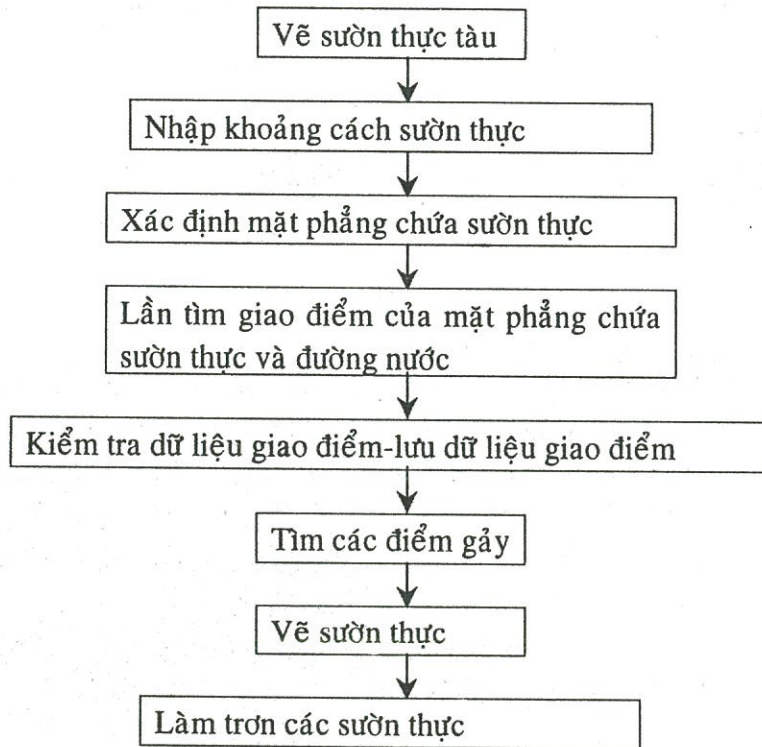 Vẽ sườn thực tàu
Nhập khoảng cách sườn thực
Xác định mặt phẳng chứa sườn thực
Lần tìm giao điểm của mặt phẳng chứa
sườn thực và đường nước
Kiểm tra dữ liệu giao điểm-lưu dữ liệu giao điểm
Tìm các điểm gảy
Vẽ sườn thực
Làm trơn các sườn thực